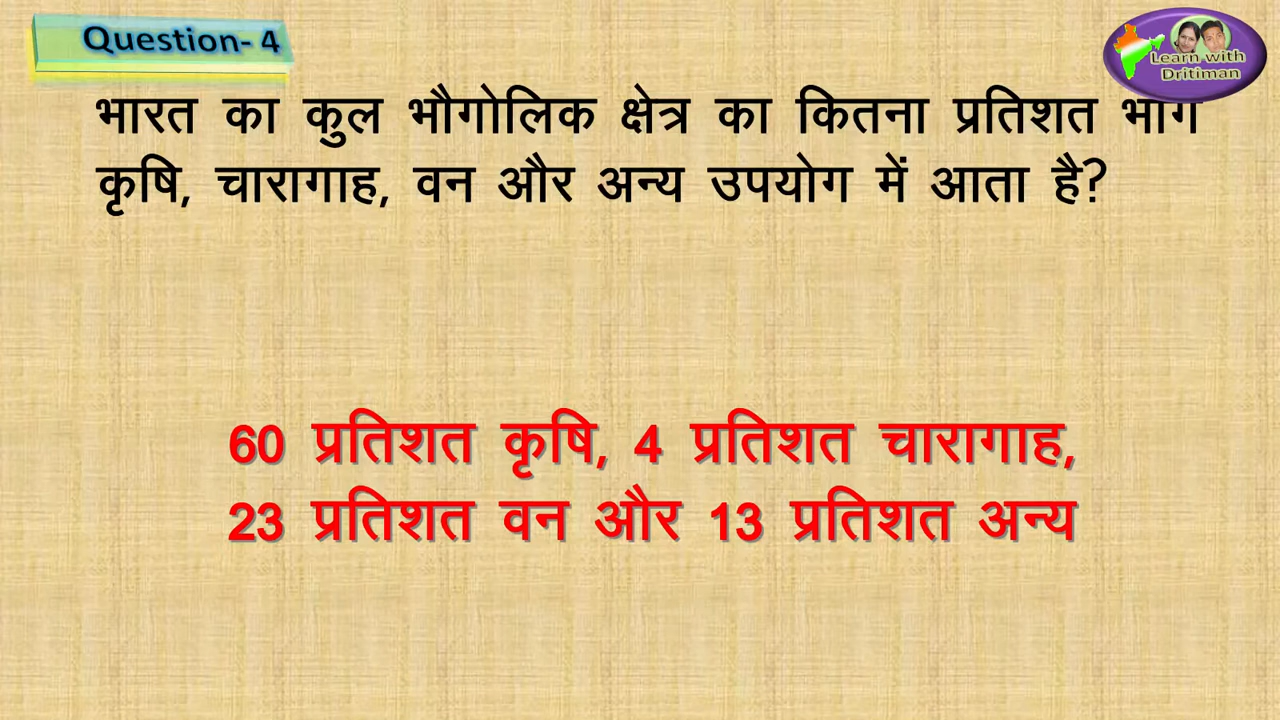 Question- 4
Learn with
Dritiman
भारत का कुल भौगोलिक क्षेत्र का कितना प्रतिशत भाग
कृषि, चारागाह, वन और अन्य उपयोग में आता है?
60 प्रतिशत कृषि, 4 प्रतिशत चारागाह,
23 प्रतिशत वन और 13 प्रतिशत अन्य